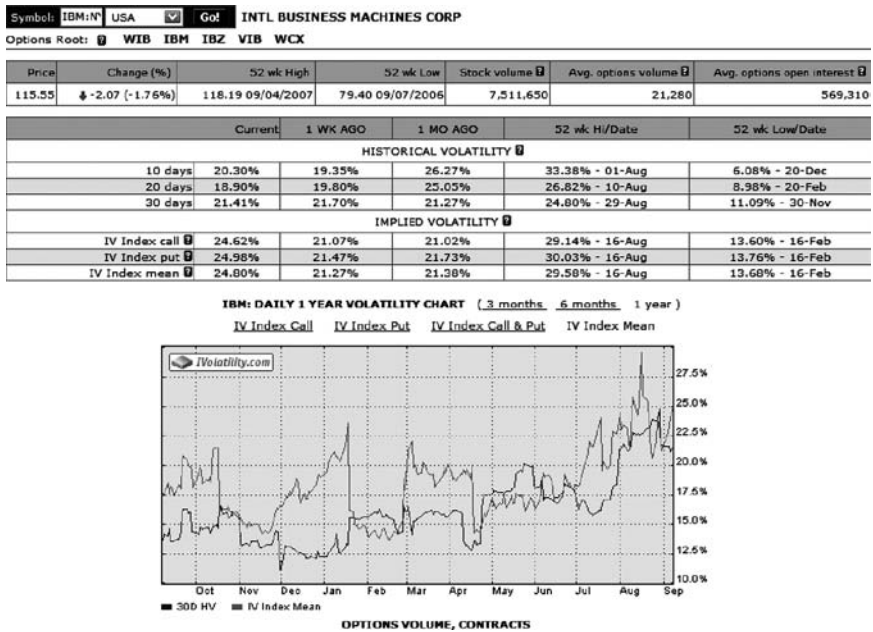 Symbol: IBM:N USA Go! INTL BUSINESS MACHINES CORP
Options Root: ? WIB IBM IBZ VIB WCX
Price Change (%) 52 wk High 52 wk Low Stock volume ? Avg. options volume ? Avg. options open interest ?
115.55 -2.07 (-1.76%) 118.19 09/04/2007 79.40 09/07/2006 7,511,650 21,280 569,310
Current 1 WK AGO 1 MO AGO 52 wk Hi/Date 52 wk Low/Date
HISTORICAL VOLATILITY ?
10 days 20.30% 19.35% 26.27% 33.38% - 01-Aug 6.08% - 20-Dec
20 days 18.90% 19.80% 25.05% 26.82% - 10-Aug 8.98% - 20-Feb
30 days 21.41% 21.70% 21.27% 24.80% - 29-Aug 11.09% - 30-Nov
IMPLIED VOLATILITY ?
IV Index call ? 24.62% 21.07% 21.02% 29.14% - 16-Aug 13.60% - 16-Feb
IV Index put ? 24.98% 21.47% 21.73% 30.03% - 16-Aug 13.76% - 16-Feb
IV Index mean ? 24.80% 21.27% 21.38% 29.58% - 16-Aug 13.68% - 16-Feb
IBM: DAILY 1 YEAR VOLATILITY CHART ( 3 months 6 months 1 year )
IV Index Call IV Index Put IV Index Call & Put IV Index Mean
IVolatility.com
27.5%
25.0%
22.5%
20.0%
17.5%
15.0%
12.5%
10.0%
Oct Nov Dec Jan Feb Mar Apr May Jun Jul Aug Sep
30D HV IV Index Mean
OPTIONS VOLUME, CONTRACTS